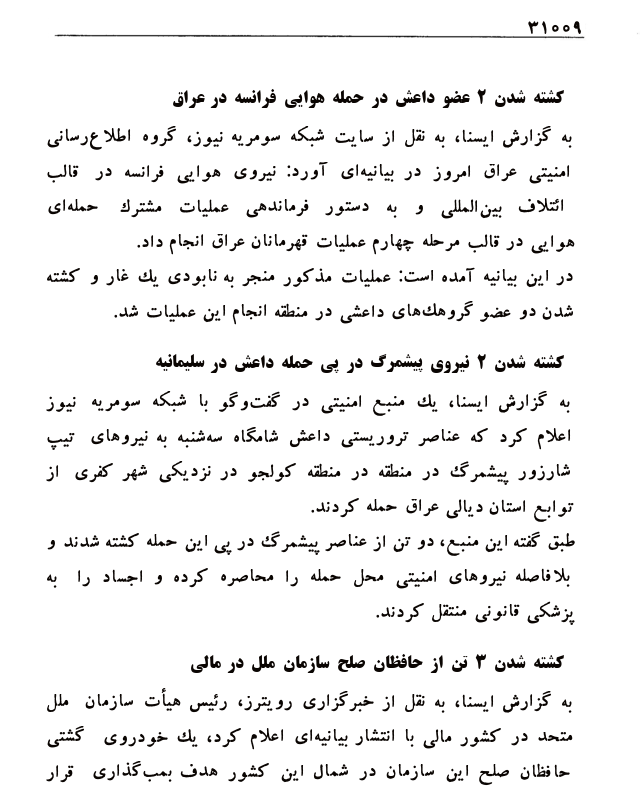 ۳۱۰۰۹
کشته شدن ۲ عضو داعش در حمله هوایی فرانسه در عراق
به گزارش ایسنا، به نقل از سایت شبکه سومریه نیوز، گروه اطلاع‌رسانی
امنیتی عراق امروز در بیانیه‌ای آورد: نیروی هوایی فرانسه در قالب
ائتلاف بین‌المللی و به دستور فرماندهی عملیات مشترك حمله‌ای
هوایی در قالب مرحله چهارم عملیات قهرمانان عراق انجام داد.
در این بیانیه آمده است: عملیات مذکور منجر به نابودی یك غار و کشته
شدن دو عضو گروهك‌های داعشی در منطقه انجام این عملیات شد.
کشته شدن ۲ نیروی پیشمرگ در پی حمله داعش در سلیمانیه
به گزارش ایسنا، یك منبع امنیتی در گفت‌وگو با شبکه سومریه نیوز
اعلام کرد که عناصر تروریستی داعش شامگاه سه‌شنبه به نیروهای تیپ
شارزور پیشمرگ در منطقه در منطقه کولجو در نزدیکی شهر کفری از
توابع استان دیالی عراق حمله کردند.
طبق گفته این منبع، دو تن از عناصر پیشمرگ در پی این حمله کشته شدند و
بلافاصله نیروهای امنیتی محل حمله را محاصره کرده و اجساد را به
پزشکی قانونی منتقل کردند.
کشته شدن ۳ تن از حافظان صلح سازمان ملل در مالی
به گزارش ایسنا، به نقل از خبرگزاری رویترز، رئیس هیأت سازمان ملل
متحد در کشور مالی با انتشار بیانیه‌ای اعلام کرد، یك خودروی گشتی
حافظان صلح این سازمان در شمال این کشور هدف بمب‌گذاری قرار